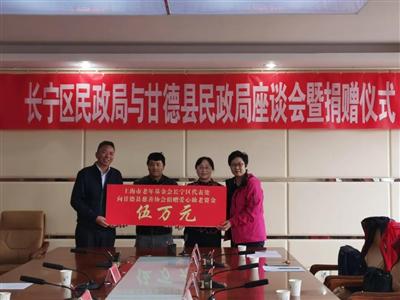 长宁区民政局与甘德县民政局座谈会暨捐赠仪式
上海市老年基金会长宁区代表处
向甘德县慈善协会捐赠爱心助老资金
伍万元